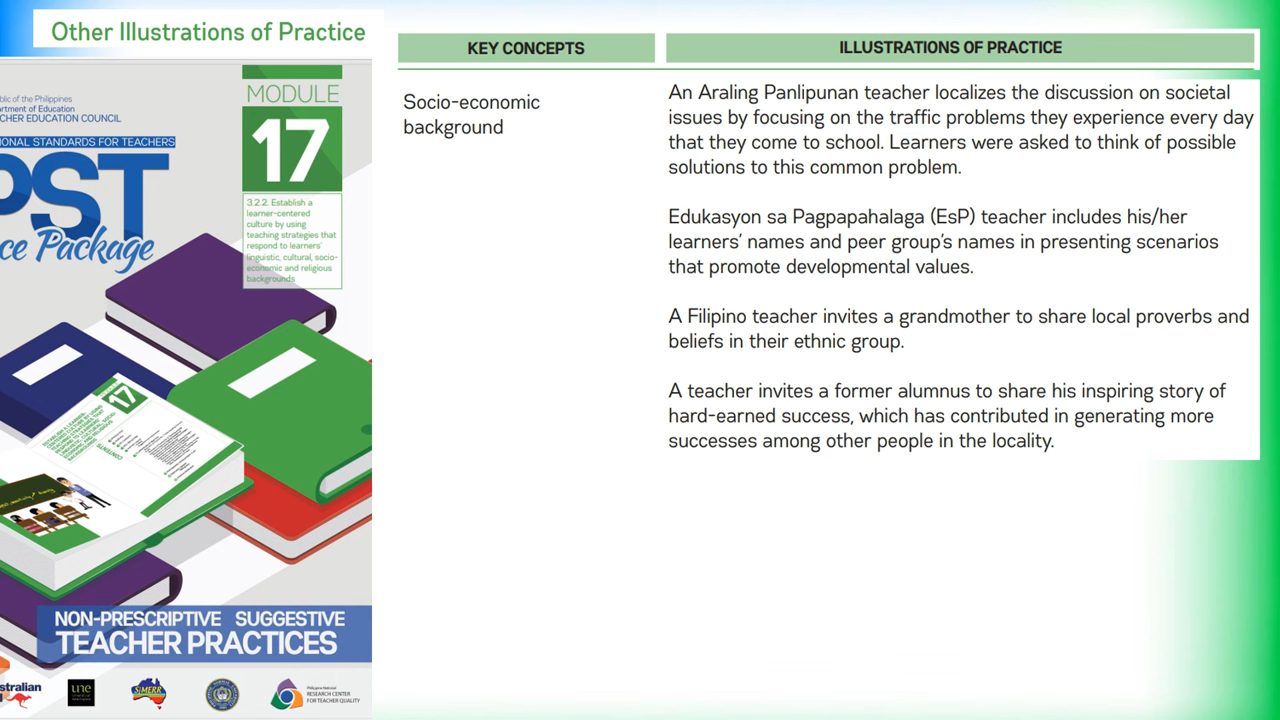 Other Illustrations of Practice
blic of the Philippines
artment of Education
CHER EDUCATION COUNCIL
IONAL STANDARDS FOR TEACHERS
PST
ce Package
MODULE
17
3.2.2. Establish a
learner-centered
culture by using
teaching strategies that
respond to learners'
linguistic, cultural, socio-
economic and religious
backgrounds
17
CONTENTS
NON-PRESCRIPTIVE SUGGESTIVE
TEACHER PRACTICES
stralian
une
SiMERR
Philippine National
RESEARCH CENTER
FOR TEACHER QUALITY
KEY CONCEPTS
ILLUSTRATIONS OF PRACTICE
Socio-economic
background
An Araling Panlipunan teacher localizes the discussion on societal
issues by focusing on the traffic problems they experience every day
that they come to school. Learners were asked to think of possible
solutions to this common problem.
Edukasyon sa Pagpapahalaga (EsP) teacher includes his/her
learners' names and peer group's names in presenting scenarios
that promote developmental values.
A Filipino teacher invites a grandmother to share local proverbs and
beliefs in their ethnic group.
A teacher invites a former alumnus to share his inspiring story of
hard-earned success, which has contributed in generating more
successes among other people in the locality.